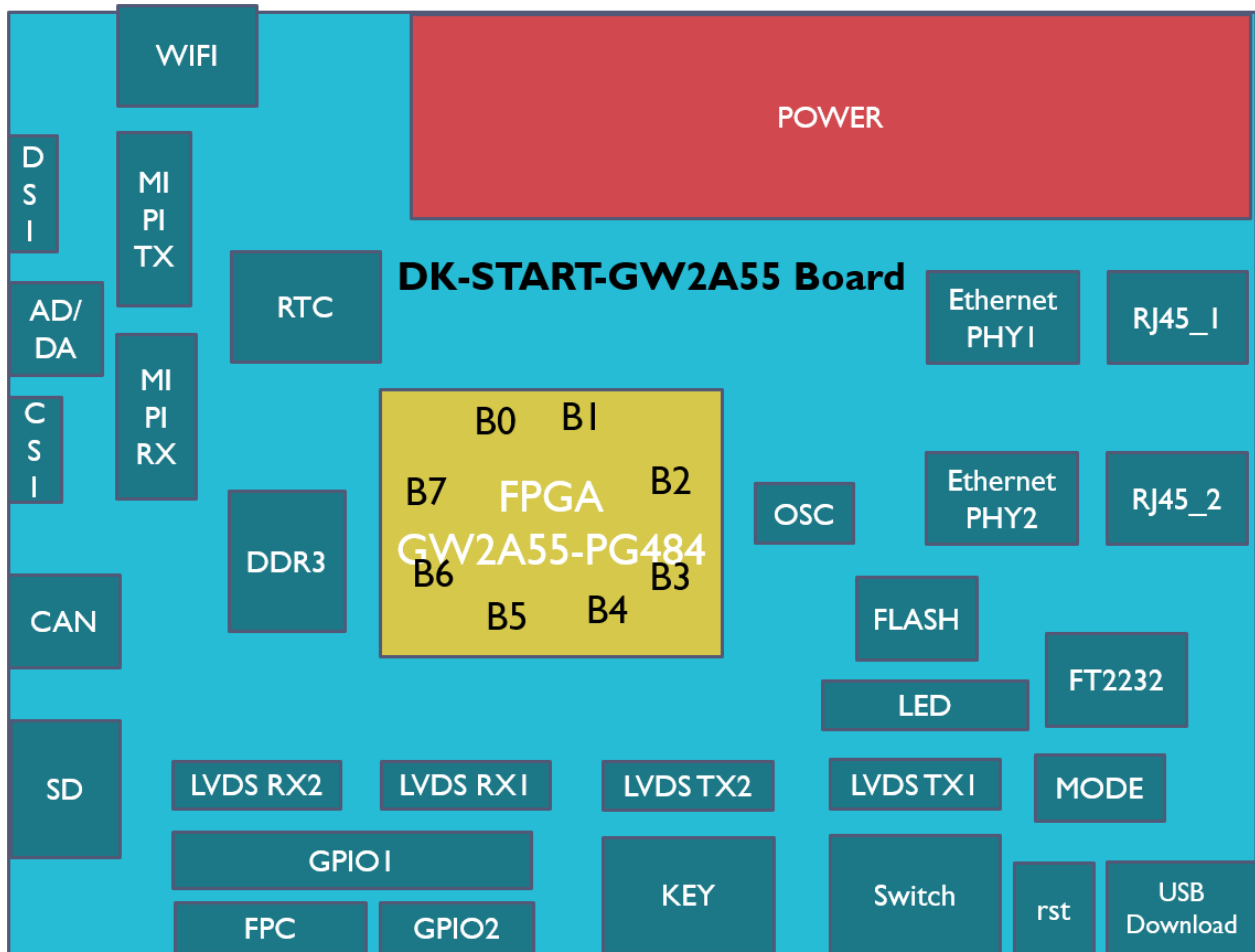 WIFI
POWER
D
S
I
MI
PI
TX
DK-START-GW2A55 Board
RTC
AD/
DA
Ethernet
PHY1
RJ45_1
MI
PI
RX
C
S
I
B0
B1
B7
B2
FPGA
GW2A55-PG484
B6
B3
B5
B4
OSC
Ethernet
PHY2
RJ45_2
DDR3
CAN
FLASH
FT2232
LED
SD
LVDS RX2
LVDS RX1
LVDS TX2
LVDS TX1
MODE
GPIO1
KEY
Switch
rst
USB
Download
FPC
GPIO2